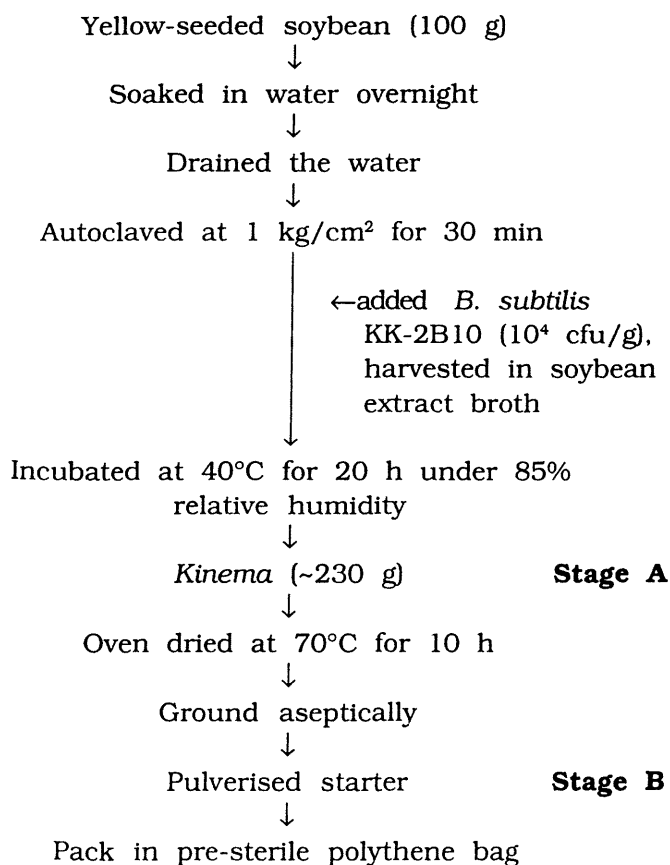 Yellow-seeded soybean (100 g)
↓
Soaked in water overnight
↓
Drained the water
↓
Autoclaved at 1 kg/cm² for 30 min
←added B. subtilis
KK-2B10 (10⁴ cfu/g),
harvested in soybean
extract broth
↓
Incubated at 40°C for 20 h under 85%
relative humidity
↓
Kinema (~230 g) Stage A
↓
Oven dried at 70°C for 10 h
↓
Ground aseptically
↓
Pulverised starter Stage B
↓
Pack in pre-sterile polythene bag